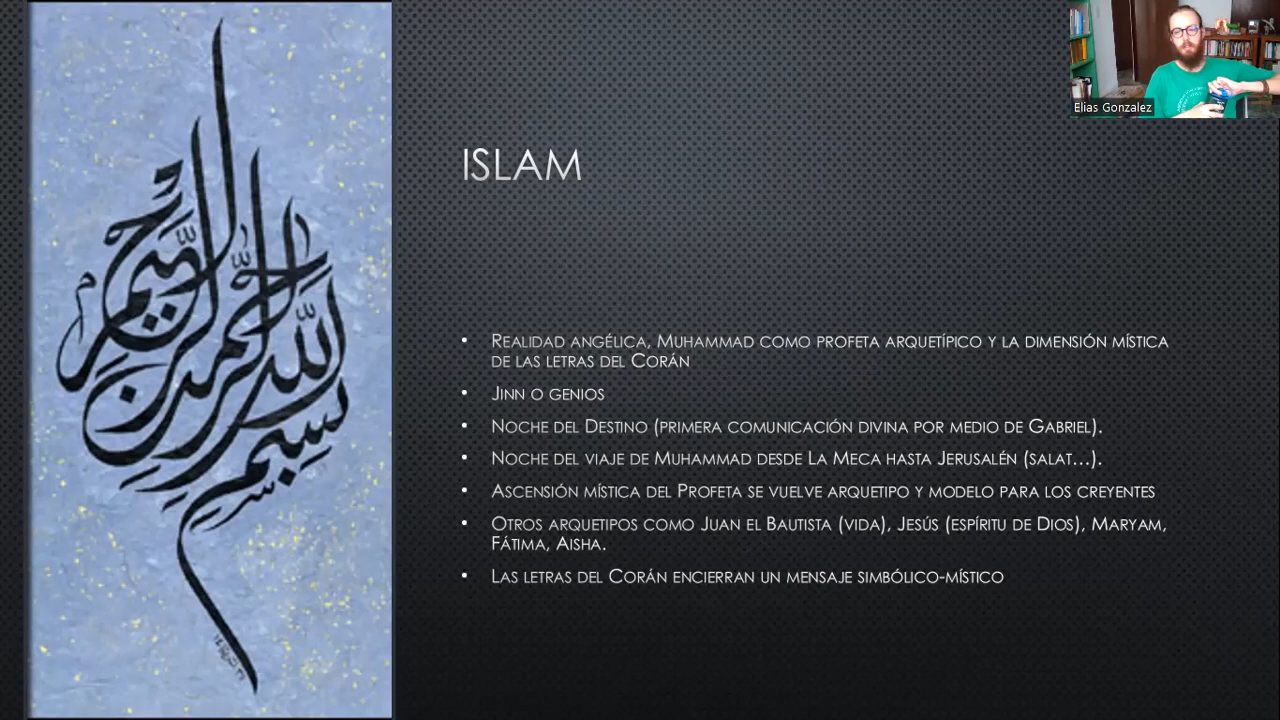 بسم الله الرحمن الرحيم
Elias Gonzalez
ISLAM
• Realidad angélica, Muhammad como profeta arquetípico y la dimensión mística
de las letras del Corán
• Jinn o genios
• Noche del Destino (primera comunicación divina por medio de Gabriel).
• Noche del viaje de Muhammad desde La Meca hasta Jerusalén (salat...).
• Ascensión mística del Profeta se vuelve arquetipo y modelo para los creyentes
• Otros arquetipos como Juan el Bautista (vida), Jesús (espíritu de Dios), Maryam,
Fátima, Aisha.
• Las letras del Corán encierran un mensaje simbólico-místico